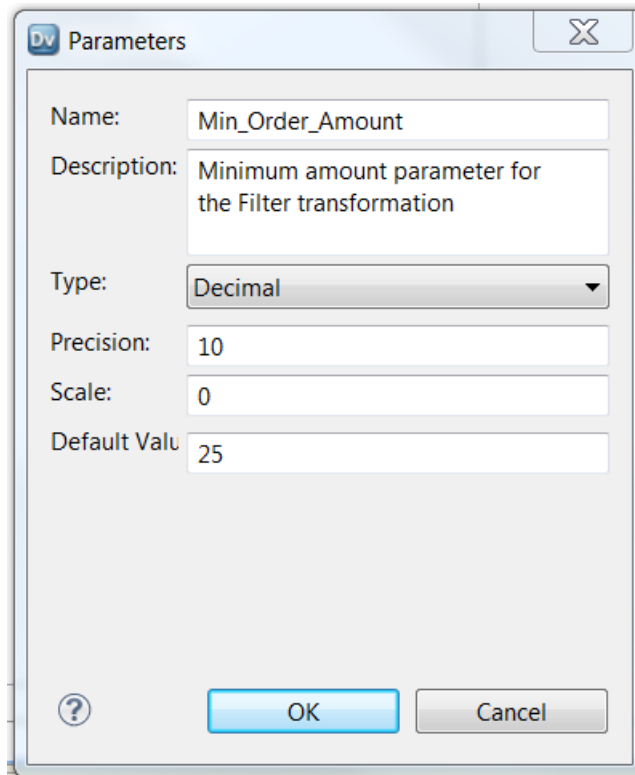 Dv Parameters
Name: Min_Order_Amount
Description: Minimum amount parameter for
the Filter transformation
Type: Decimal
Precision: 10
Scale: 0
Default Valu 25
?
OK Cancel